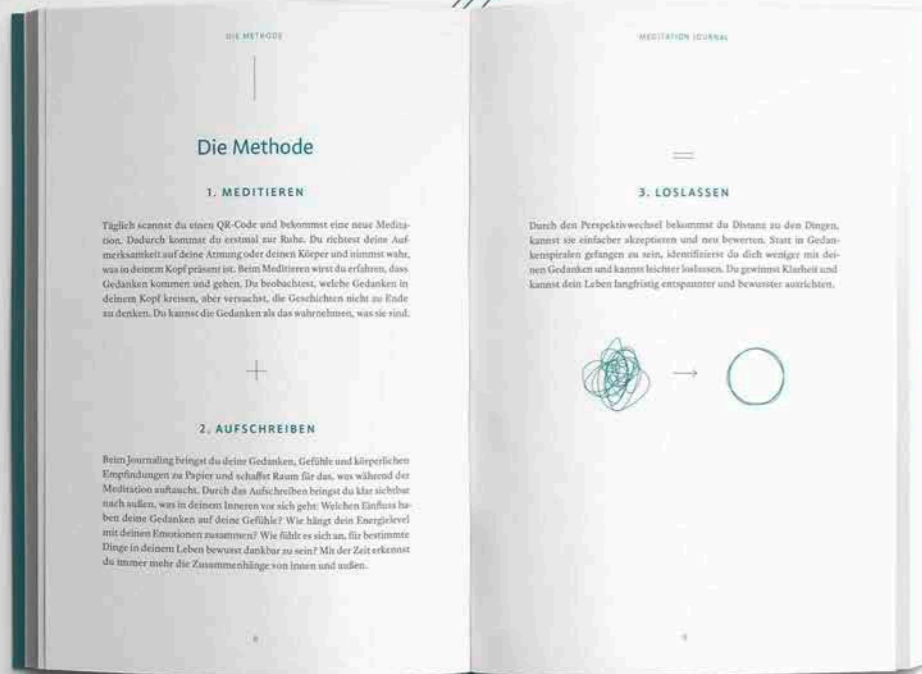 DIE METHODE
Die Methode
1. MEDITIEREN
Täglich scannst du einen QR-Code und bekommst eine neue Medita-
tion. Dadurch kommst du erstmal zur Ruhe. Du richtest deine Auf-
merksamkeit auf deine Atmung oder deinen Körper und nimmst wahr,
was in deinem Kopf präsent ist. Beim Meditieren wirst du erfahren, dass
Gedanken kommen und gehen. Du beobachtest, welche Gedanken in
deinem Kopf kreisen, aber versuchst, die Geschichten nicht zu Ende
zu denken. Du kannst die Gedanken als das wahrnehmen, was sie sind.
+
2. AUFSCHREIBEN
Beim Journaling bringst du deine Gedanken, Gefühle und körperlichen
Empfindungen zu Papier und schaffst Raum für das, was während der
Meditation auftaucht. Durch das Aufschreiben bringst du klar sichtbar
nach außen, was in deinem Inneren vor sich geht: Welchen Einfluss ha-
ben deine Gedanken auf deine Gefühle? Wie hängt dein Energielevel
mit deinen Emotionen zusammen? Wie fühlt es sich an, für bestimmte
Dinge in deinem Leben bewusst dankbar zu sein? Mit der Zeit erkennst
du immer mehr die Zusammenhänge von innen und außen.
MEDITATION JOURNAL
=
3. LOSLASSEN
Durch den Perspektivwechsel bekommst du Distanz zu den Dingen,
kannst sie einfacher akzeptieren und neu bewerten. Statt in Gedan-
kenspiralen gefangen zu sein, identifizierst du dich weniger mit dei-
nen Gedanken und kannst leichter loslassen. Du gewinnst Klarheit und
kannst dein Leben langfristig entspannter und bewusster ausrichten.